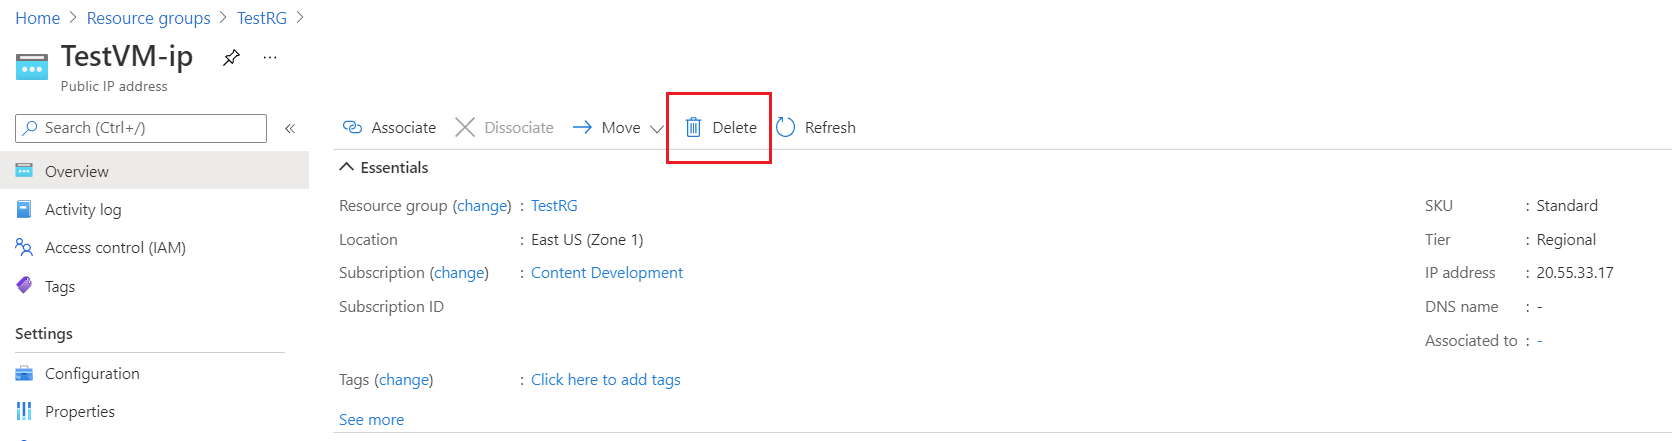 Home > Resource groups > TestRG >
TestVM-ip ...
Public IP address
Search (Ctrl+/) «
Associate Dissociate Move Delete Refresh
Overview
Activity log
Access control (IAM)
Tags
Settings
Configuration
Properties
Essentials
Resource group (change) : TestRG
Location : East US (Zone 1)
Subscription (change) : Content Development
Subscription ID
Tags (change) : Click here to add tags
See more
SKU : Standard
Tier : Regional
IP address : 20.55.33.17
DNS name : -
Associated to : -